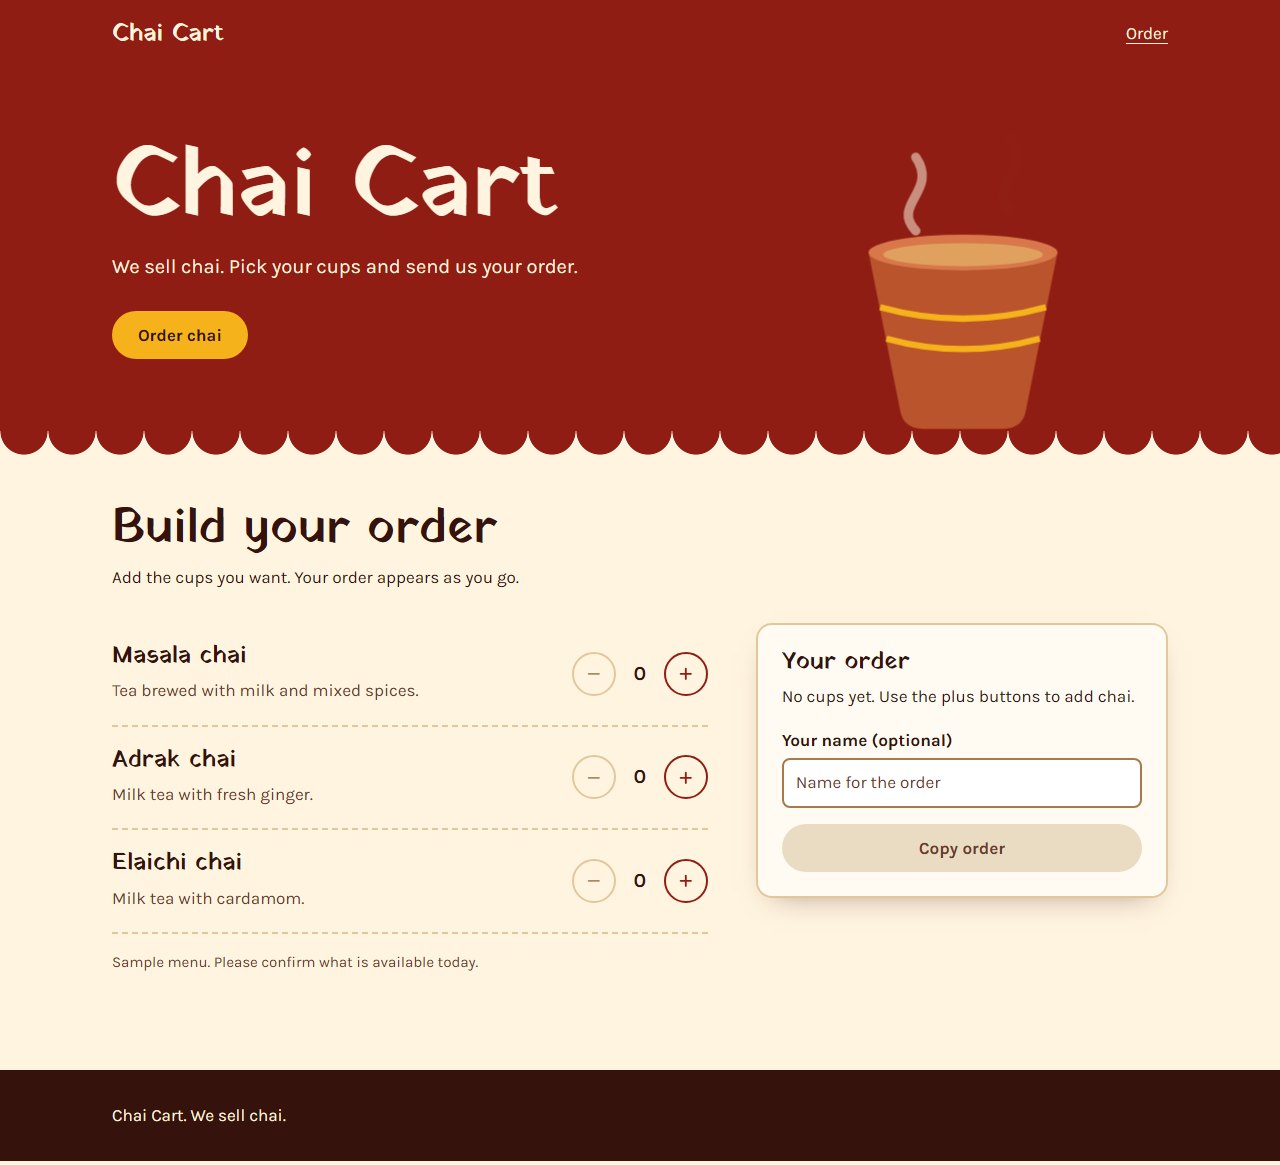 Chai Cart
Order
Chai Cart
We sell chai. Pick your cups and send us your order.
Order chai
Build your order
Add the cups you want. Your order appears as you go.
Masala chai
Tea brewed with milk and mixed spices.
− 0 +
Adrak chai
Milk tea with fresh ginger.
− 0 +
Elaichi chai
Milk tea with cardamom.
− 0 +
Sample menu. Please confirm what is available today.
Your order
No cups yet. Use the plus buttons to add chai.
Your name (optional)
Name for the order
Copy order
Chai Cart. We sell chai.